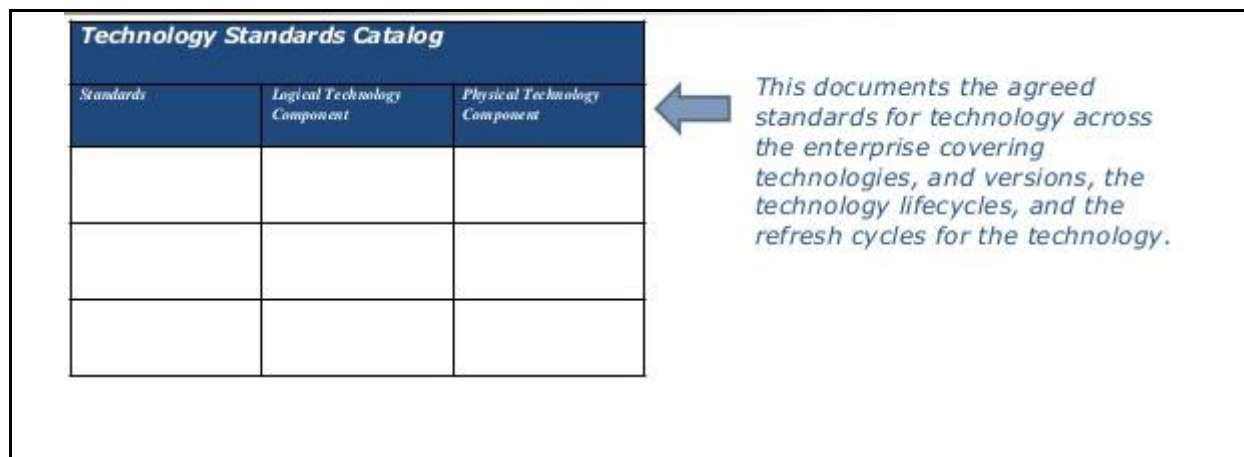 Technology Standards Catalog
Standards
Logical Technology
Component
Physical Technology
Component
This documents the agreed
standards for technology across
the enterprise covering
technologies, and versions, the
technology lifecycles, and the
refresh cycles for the technology.